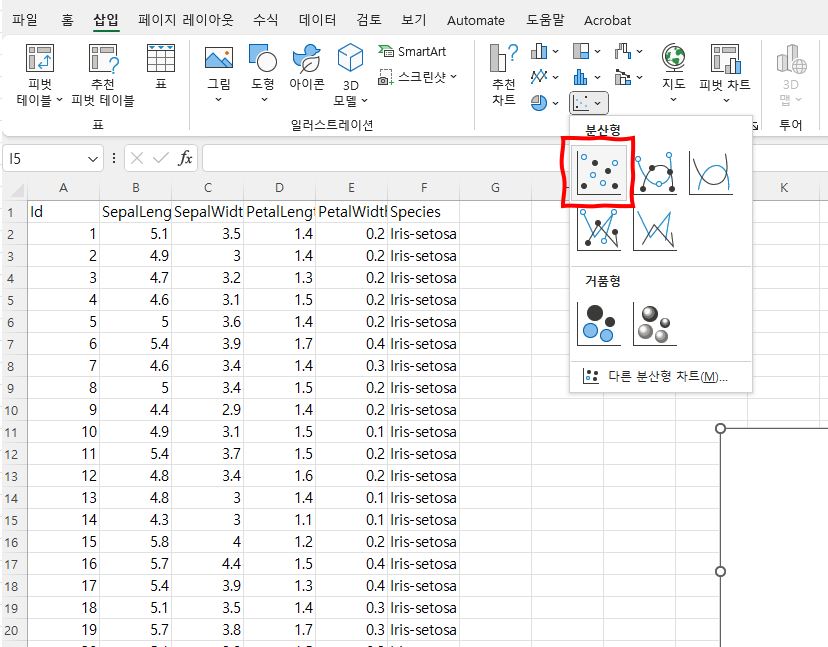 파일 홈 삽입 페이지 레이아웃 수식 데이터 검토 보기 Automate 도움말 Acrobat
피벗 테이블
추천 피벗 테이블
표
그림
도형
아이콘
3D 모델
SmartArt
스크린샷
추천 차트
지도
피벗 차트
3D 맵
표
일러스트레이션
투어
I5
fx
분산형
거품형
다른 분산형 차트(M)...
A B C D E F G K
1 Id SepalLeng SepalWidt PetalLengt PetalWidth Species
2 1 5.1 3.5 1.4 0.2 Iris-setosa
3 2 4.9 3 1.4 0.2 Iris-setosa
4 3 4.7 3.2 1.3 0.2 Iris-setosa
5 4 4.6 3.1 1.5 0.2 Iris-setosa
6 5 5 3.6 1.4 0.2 Iris-setosa
7 6 5.4 3.9 1.7 0.4 Iris-setosa
8 7 4.6 3.4 1.4 0.3 Iris-setosa
9 8 5 3.4 1.5 0.2 Iris-setosa
10 9 4.4 2.9 1.4 0.2 Iris-setosa
11 10 4.9 3.1 1.5 0.1 Iris-setosa
12 11 5.4 3.7 1.5 0.2 Iris-setosa
13 12 4.8 3.4 1.6 0.2 Iris-setosa
14 13 4.8 3 1.4 0.1 Iris-setosa
15 14 4.3 3 1.1 0.1 Iris-setosa
16 15 5.8 4 1.2 0.2 Iris-setosa
17 16 5.7 4.4 1.5 0.4 Iris-setosa
18 17 5.4 3.9 1.3 0.4 Iris-setosa
19 18 5.1 3.5 1.4 0.3 Iris-setosa
20 19 5.7 3.8 1.7 0.3 Iris-setosa